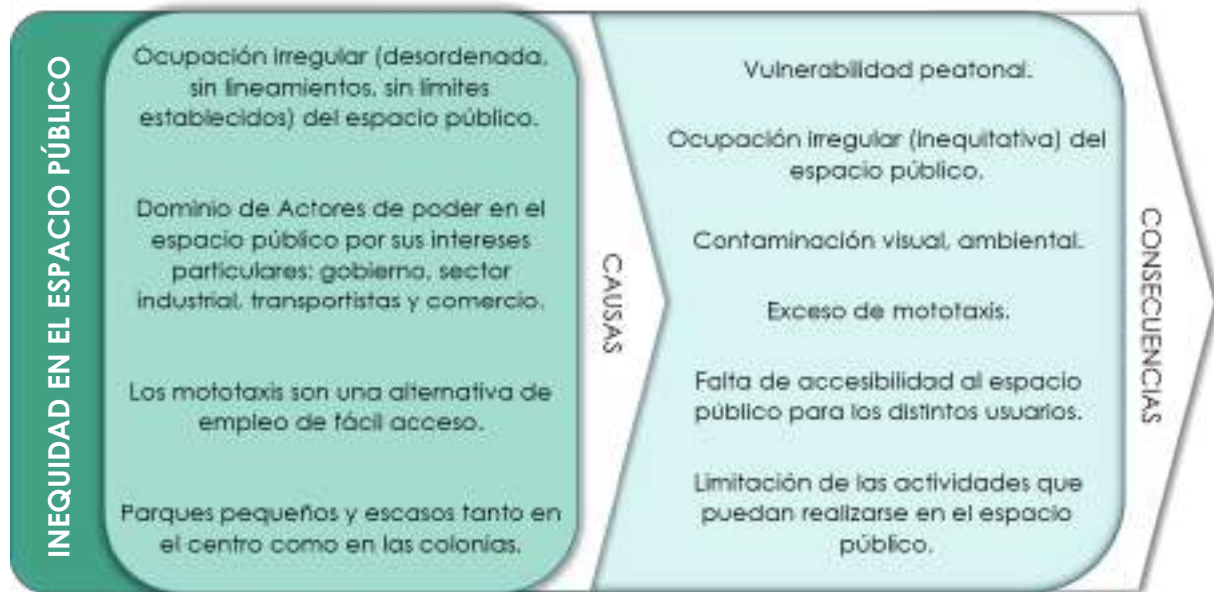 INEQUIDAD EN EL ESPACIO PÚBLICO
Ocupación irregular (desordenada,
sin lineamientos, sin límites
establecidos) del espacio público.
Dominio de Actores de poder en el
espacio público por sus intereses
particulares: gobierno, sector
industrial, transportistas y comercio.
Los mototaxis son una alternativa de
empleo de fácil acceso.
Parques pequeños y escasos tanto en
el centro como en las colonias.
CAUSAS
Vulnerabilidad peatonal.
Ocupación irregular (inequitativa) del
espacio público.
Contaminación visual, ambiental.
Exceso de mototaxis.
Falta de accesibilidad al espacio
público para los distintos usuarios.
Limitación de las actividades que
puedan realizarse en el espacio
público.
CONSECUENCIAS